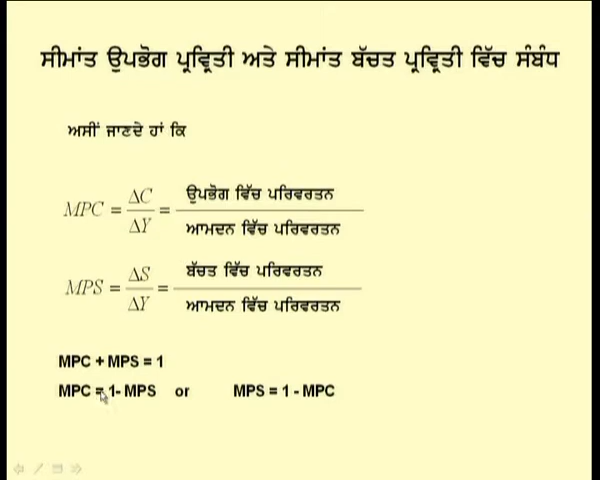 ਸੀਮਾਂਤ ਉਪਭੋਗ ਪ੍ਰਵ੍ਰਿਤੀ ਅਤੇ ਸੀਮਾਂਤ ਬੱਚਤ ਪ੍ਰਵ੍ਰਿਤੀ ਵਿੱਚ ਸੰਬੰਧ
ਅਸੀਂ ਜਾਣਦੇ ਹਾਂ ਕਿ
MPC = ΔC/ΔY = ਉਪਭੋਗ ਵਿੱਚ ਪਰਿਵਰਤਨ
ਆਮਦਨ ਵਿੱਚ ਪਰਿਵਰਤਨ
MPS = ΔS/ΔY = ਬੱਚਤ ਵਿੱਚ ਪਰਿਵਰਤਨ
ਆਮਦਨ ਵਿੱਚ ਪਰਿਵਰਤਨ
MPC + MPS = 1
MPC = 1- MPS or MPS = 1 - MPC